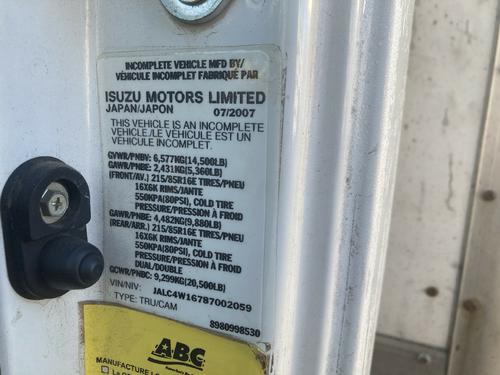 INCOMPLETE VEHICLE MFD BY/
VÉHICULE INCOMPLET FABRIQUÉ PAR
ISUZU MOTORS LIMITED
JAPAN/JAPON 07/2007
THIS VEHICLE IS AN INCOMPLETE
VEHICLE/LE VÉHICULE EST UN
VÉHICULE INCOMPLET.
GVWR/PNBV: 6,577KG(14,500LB)
GAWR/PNBE: 2,431KG(5,360LB)
(FRONT/AV.) 215/85R16E TIRES/PNEU
16X6K RIMS/JANTE
550KPA(80PSI), COLD TIRE
PRESSURE/PRESSION À FROID
GAWR/PNBE: 4,482KG(9,880LB)
(REAR/ARR.) 215/85R16E TIRES/PNEU
16X6K RIMS/JANTE
550KPA(80PSI), COLD TIRE
PRESSURE/PRESSION À FROID
DUAL/DOUBLE
GCWR/PNBC: 9,299KG(20,500LB)
VIN/NIV: JALC4W16787002059
TYPE: TRU/CAM
8980998530
ABC
MANUFACTURE